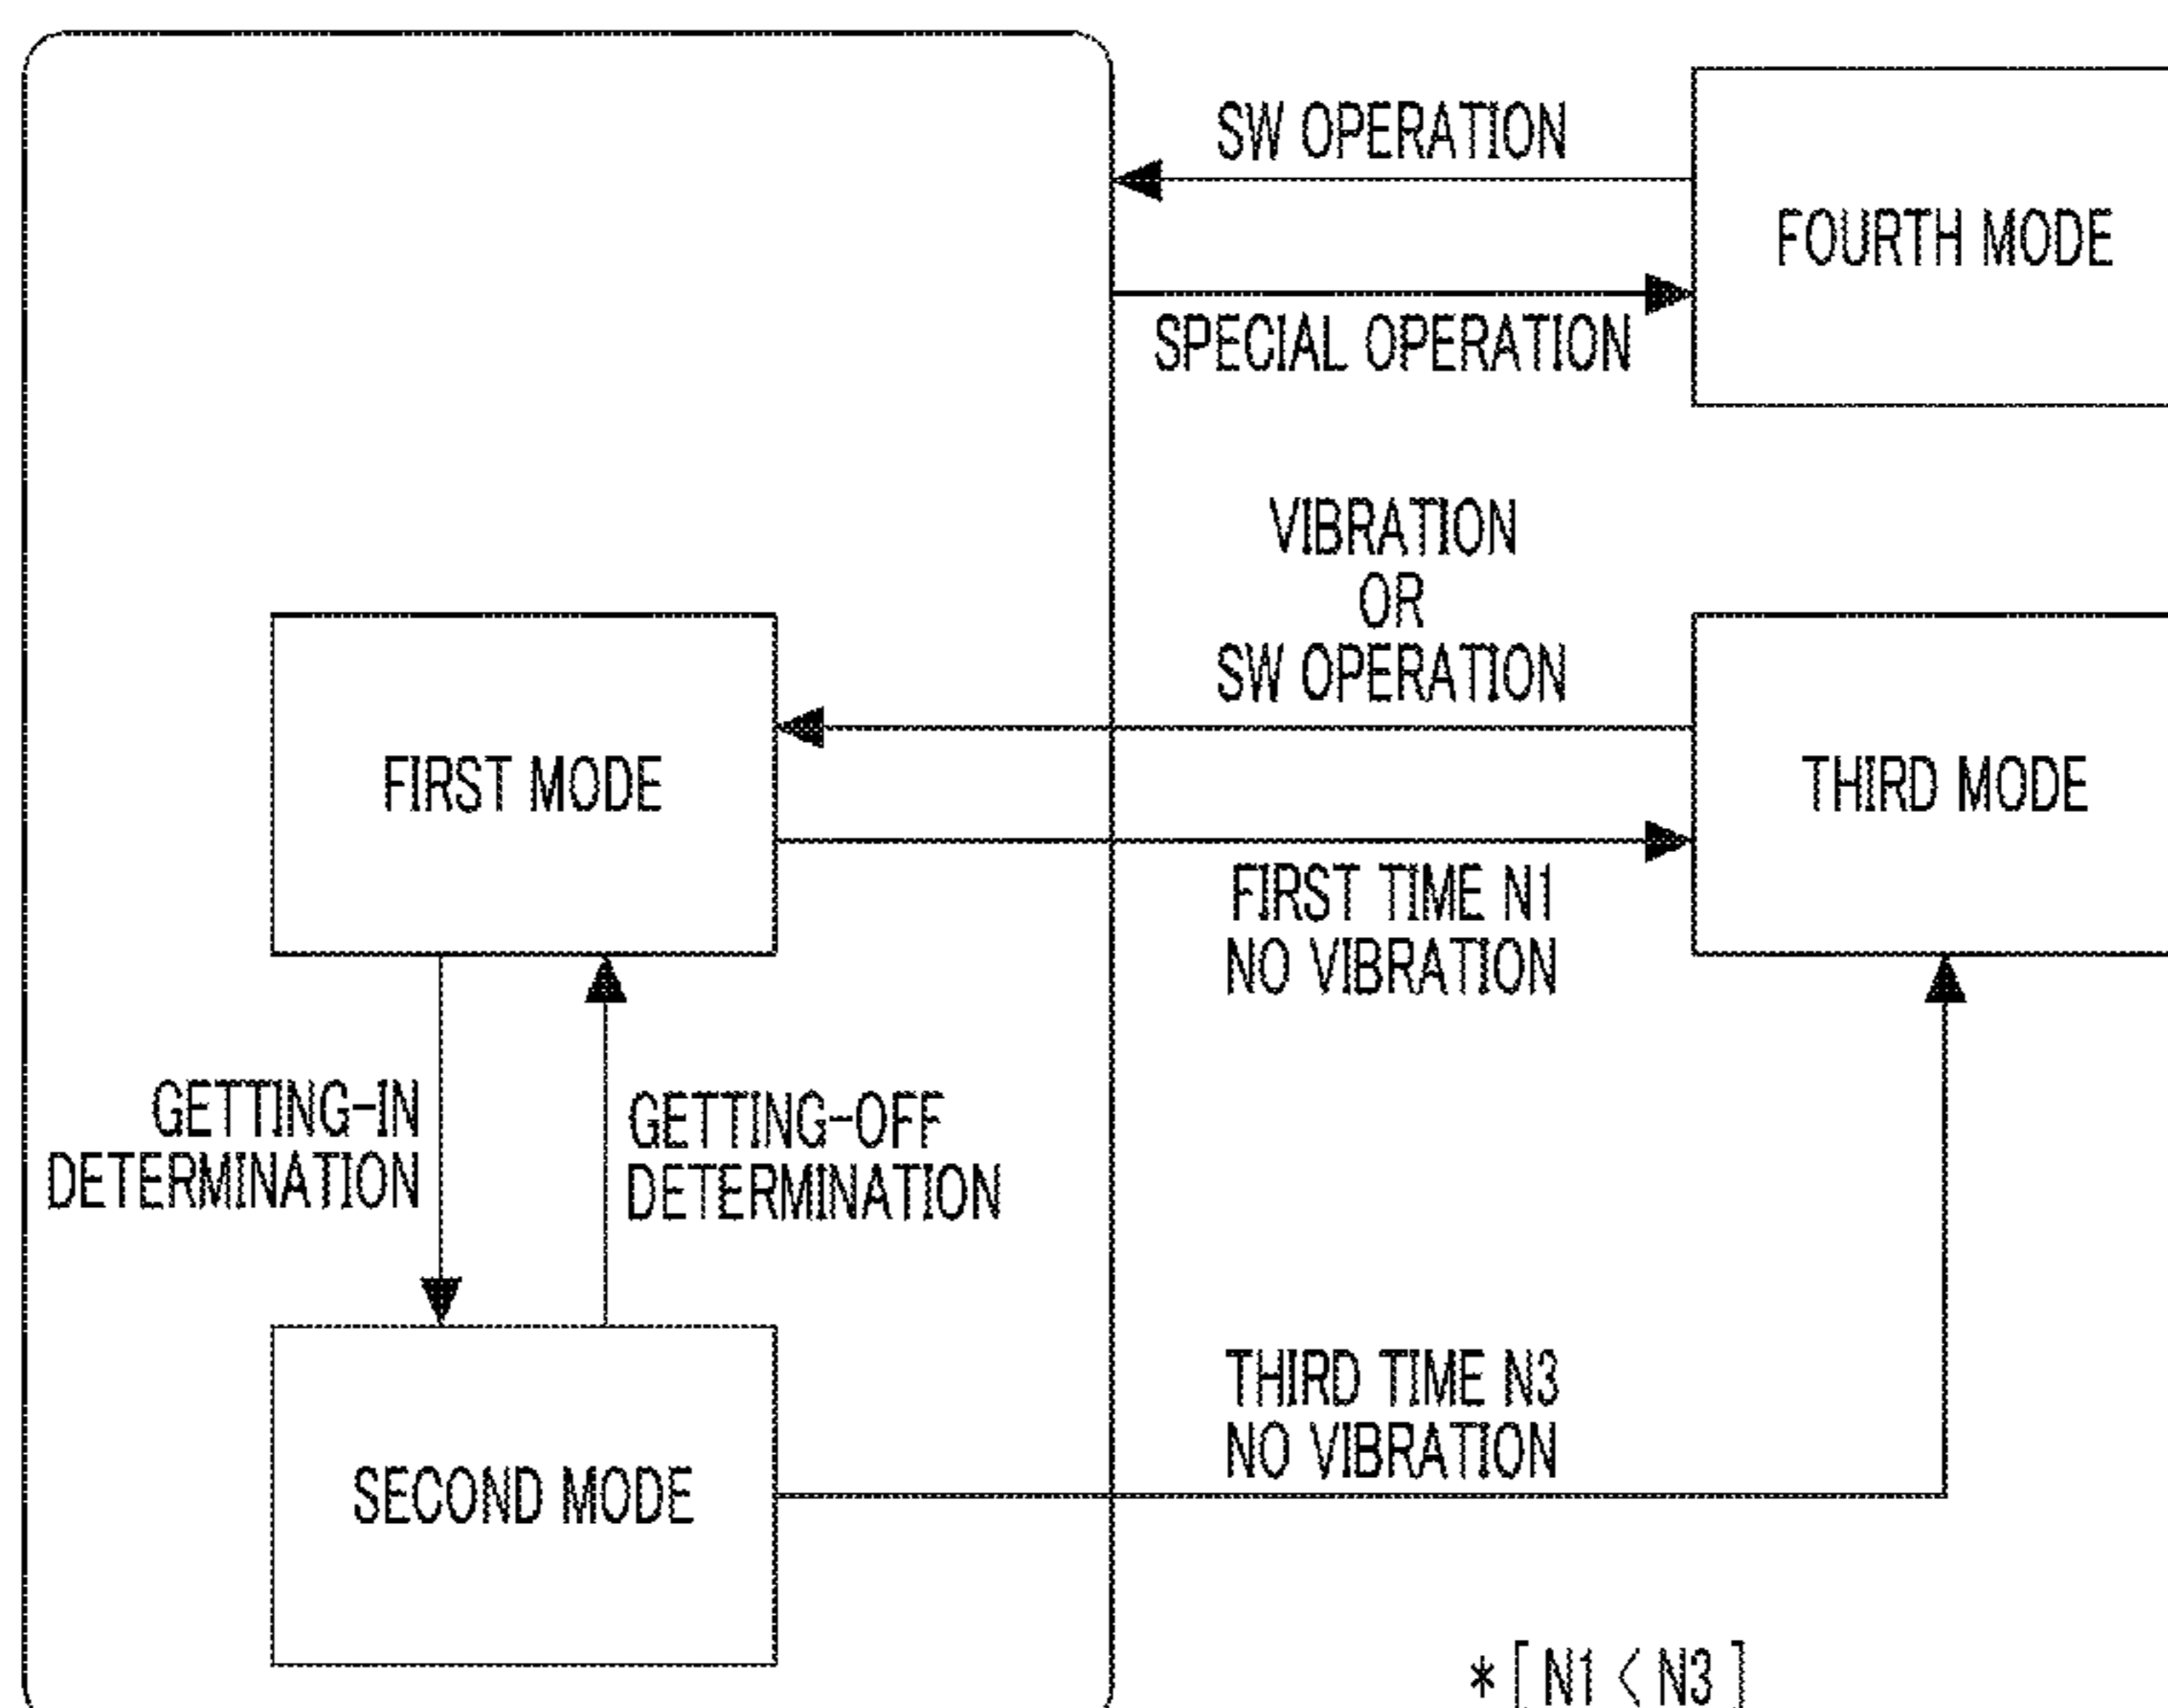 SW OPERATION
FOURTH MODE
SPECIAL OPERATION
VIBRATION
OR
SW OPERATION
FIRST MODE
THIRD MODE
FIRST TIME N1
NO VIBRATION
GETTING-IN
DETERMINATION
GETTING-OFF
DETERMINATION
THIRD TIME N3
NO VIBRATION
SECOND MODE
*[ N1 < N3 ]